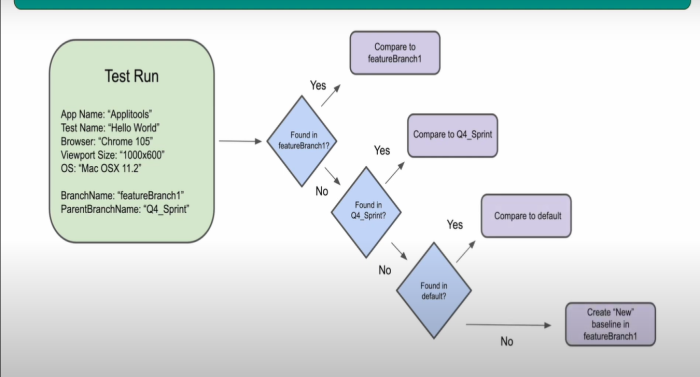 Test Run
App Name: "Applitools"
Test Name: "Hello World"
Browser: "Chrome 105"
Viewport Size: "1000x600"
OS: "Mac OSX 11.2"
BranchName: "featureBranch1"
ParentBranchName: "Q4_Sprint"
Found in
featureBranch1?
Yes
Compare to
featureBranch1
No
Found in
Q4_Sprint?
Yes
Compare to Q4_Sprint
No
Found in
default?
Yes
Compare to default
No
Create "New"
baseline in
featureBranch1